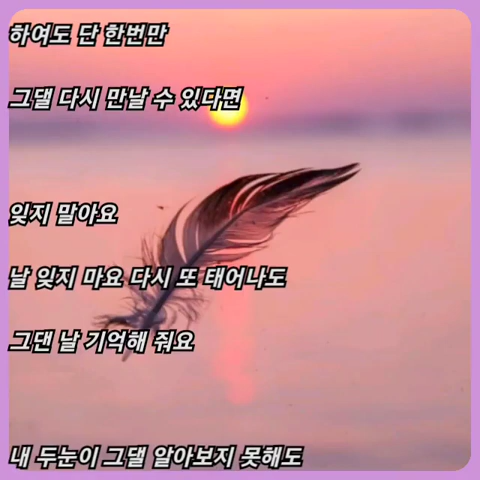 하여도 단 한번만
그댈 다시 만날 수 있다면
잊지 말아요
날 잊지 마요 다시 또 태어나도
그댄 날 기억해 줘요
내 두눈이 그댈 알아보지 못해도